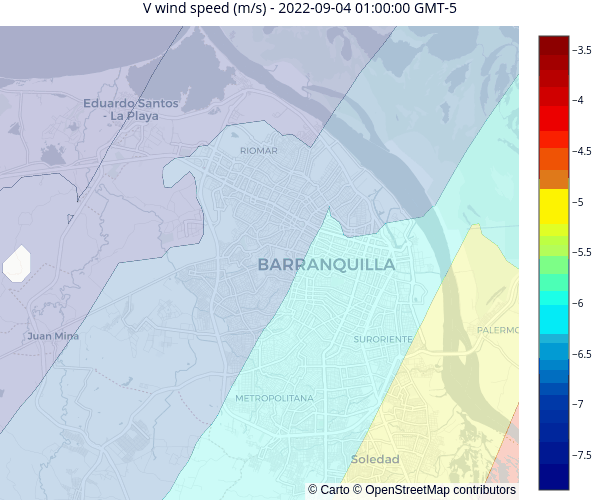 V wind speed (m/s) - 2022-09-04 01:00:00 GMT-5
Eduardo Santos
- La Playa
RIOMAR
BARRANQUILLA
Juan Mina
SURORIENTE
PALERMO
METROPOLITANA
Soledad
© Carto © OpenStreetMap contributors
−3.5
−4
−4.5
−5
−5.5
−6
−6.5
−7
−7.5